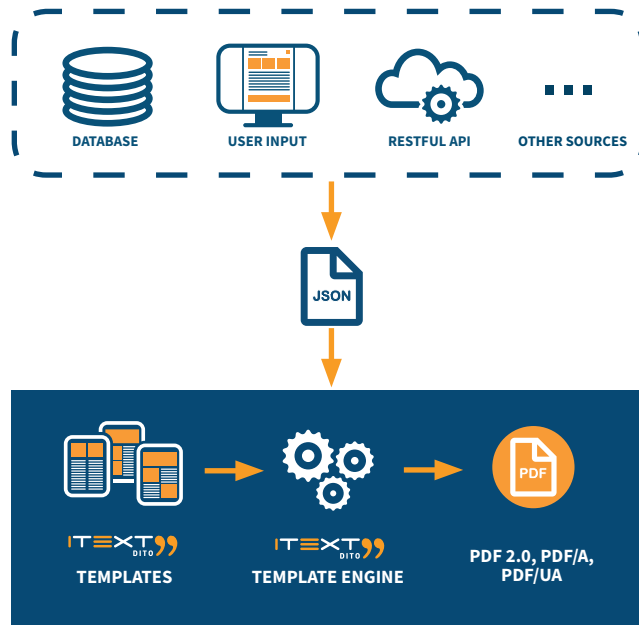 DATABASE
USER INPUT
RESTFUL API
OTHER SOURCES
JSON
PDF
ITEXT
DITO
TEMPLATES
ITEXT
DITO
TEMPLATE ENGINE
PDF 2.0, PDF/A,
PDF/UA